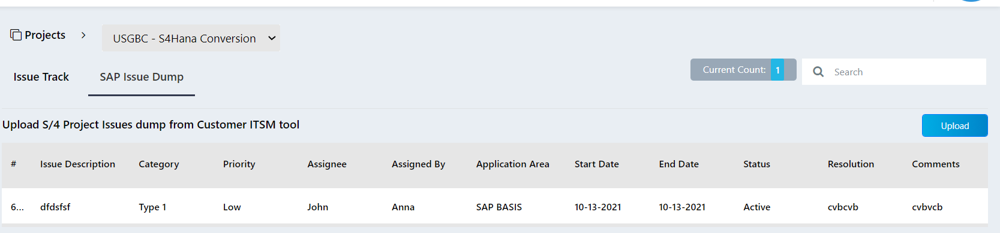 Projects > USGBC - S4Hana Conversion
Issue Track SAP Issue Dump Current Count: 1 Search
Upload S/4 Project Issues dump from Customer ITSM tool Upload
# Issue Description Category Priority Assignee Assigned By Application Area Start Date End Date Status Resolution Comments
6... dfdsfsf Type 1 Low John Anna SAP BASIS 10-13-2021 10-13-2021 Active cvbcvb cvbvcb